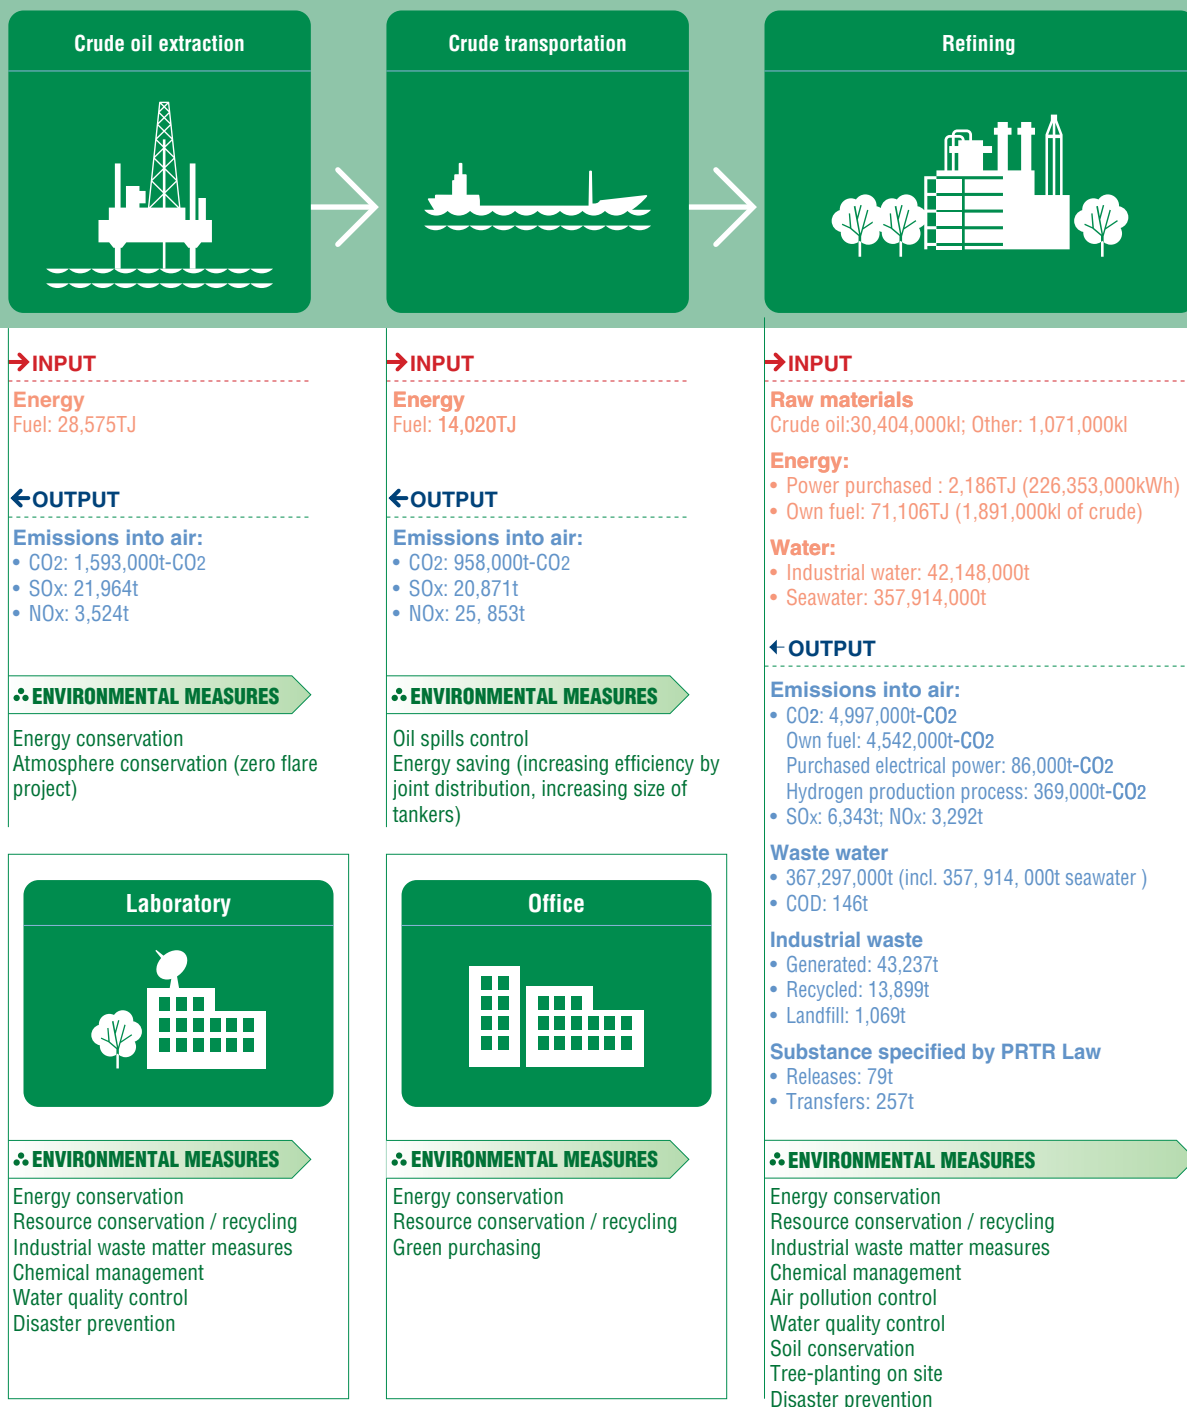 Crude oil extraction
Crude transportation
Refining
INPUT
Energy
Fuel: 28,575TJ
OUTPUT
Emissions into air:
• CO2: 1,593,000t-CO2
• SOx: 21,964t
• NOx: 3,524t
ENVIRONMENTAL MEASURES
Energy conservation
Atmosphere conservation (zero flare
project)
INPUT
Energy
Fuel: 14,020TJ
OUTPUT
Emissions into air:
• CO2: 958,000t-CO2
• SOx: 20,871t
• NOx: 25, 853t
ENVIRONMENTAL MEASURES
Oil spills control
Energy saving (increasing efficiency by
joint distribution, increasing size of
tankers)
INPUT
Raw materials
Crude oil:30,404,000kl; Other: 1,071,000kl
Energy:
• Power purchased : 2,186TJ (226,353,000kWh)
• Own fuel: 71,106TJ (1,891,000kl of crude)
Water:
• Industrial water: 42,148,000t
• Seawater: 357,914,000t
OUTPUT
Emissions into air:
• CO2: 4,997,000t-CO2
Own fuel: 4,542,000t-CO2
Purchased electrical power: 86,000t-CO2
Hydrogen production process: 369,000t-CO2
• SOx: 6,343t; NOx: 3,292t
Waste water
• 367,297,000t (incl. 357, 914, 000t seawater )
• COD: 146t
Industrial waste
• Generated: 43,237t
• Recycled: 13,899t
• Landfill: 1,069t
Substance specified by PRTR Law
• Releases: 79t
• Transfers: 257t
ENVIRONMENTAL MEASURES
Energy conservation
Resource conservation / recycling
Industrial waste matter measures
Chemical management
Air pollution control
Water quality control
Soil conservation
Tree-planting on site
Disaster prevention
Laboratory
ENVIRONMENTAL MEASURES
Energy conservation
Resource conservation / recycling
Industrial waste matter measures
Chemical management
Water quality control
Disaster prevention
Office
ENVIRONMENTAL MEASURES
Energy conservation
Resource conservation / recycling
Green purchasing